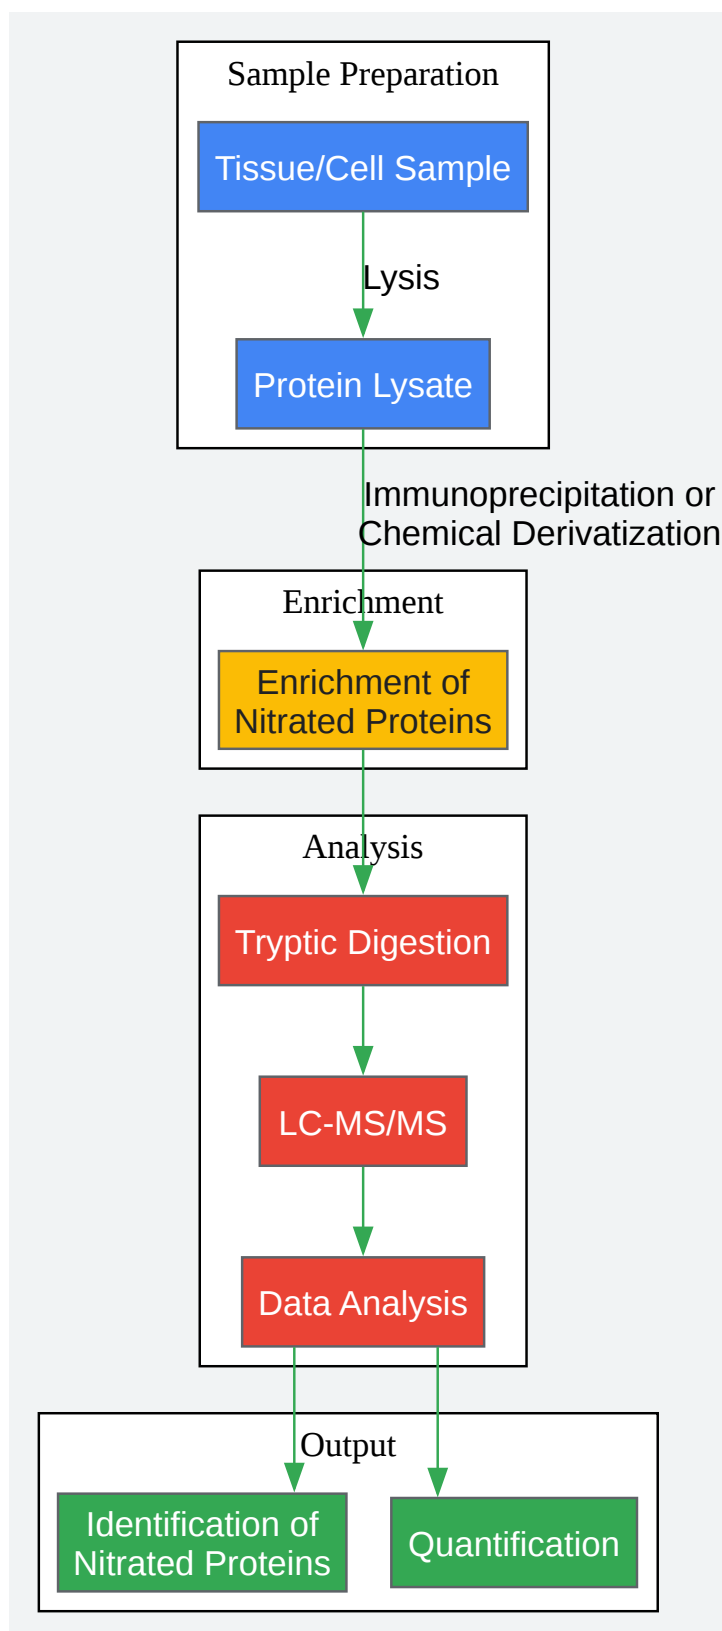 Sample Preparation
Tissue/Cell Sample
Lysis
Protein Lysate
Immunoprecipitation or
Chemical Derivatization
Enrichment
Enrichment of
Nitrated Proteins
Analysis
Tryptic Digestion
LC-MS/MS
Data Analysis
Output
Identification of
Nitrated Proteins
Quantification